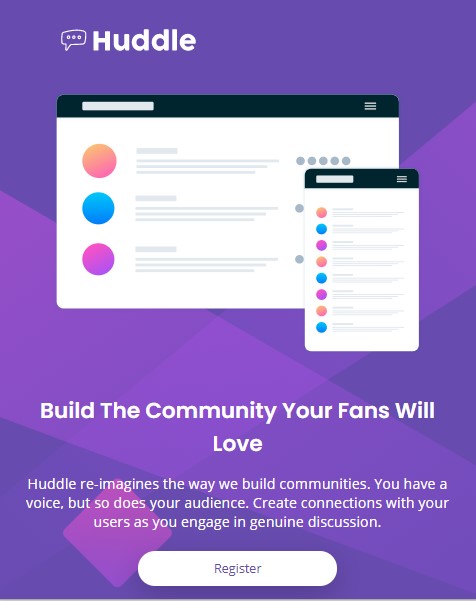 Huddle
Build The Community Your Fans Will
Love
Huddle re-imagines the way we build communities. You have a
voice, but so does your audience. Create connections with your
users as you engage in genuine discussion.
Register